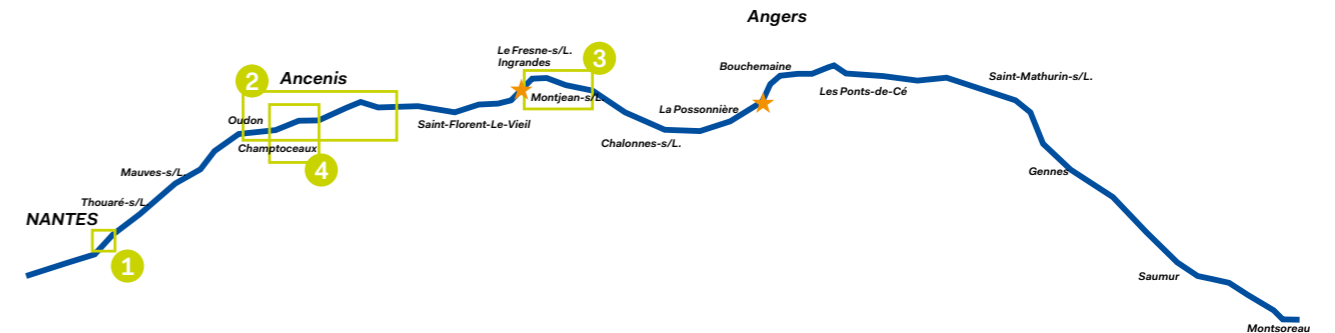 Angers
Le Fresne-s/L.
Ingrandes
3
Bouchemaine
2
Ancenis
Saint-Mathurin-s/L.
Montjean-s/L.
La Possonnière
Les Ponts-de-Cé
Oudon
Saint-Florent-Le-Vieil
Champtoceaux
Chalonnes-s/L.
4
Mauves-s/L.
Gennes
Thouaré-s/L.
NANTES
1
Saumur
Montsoreau